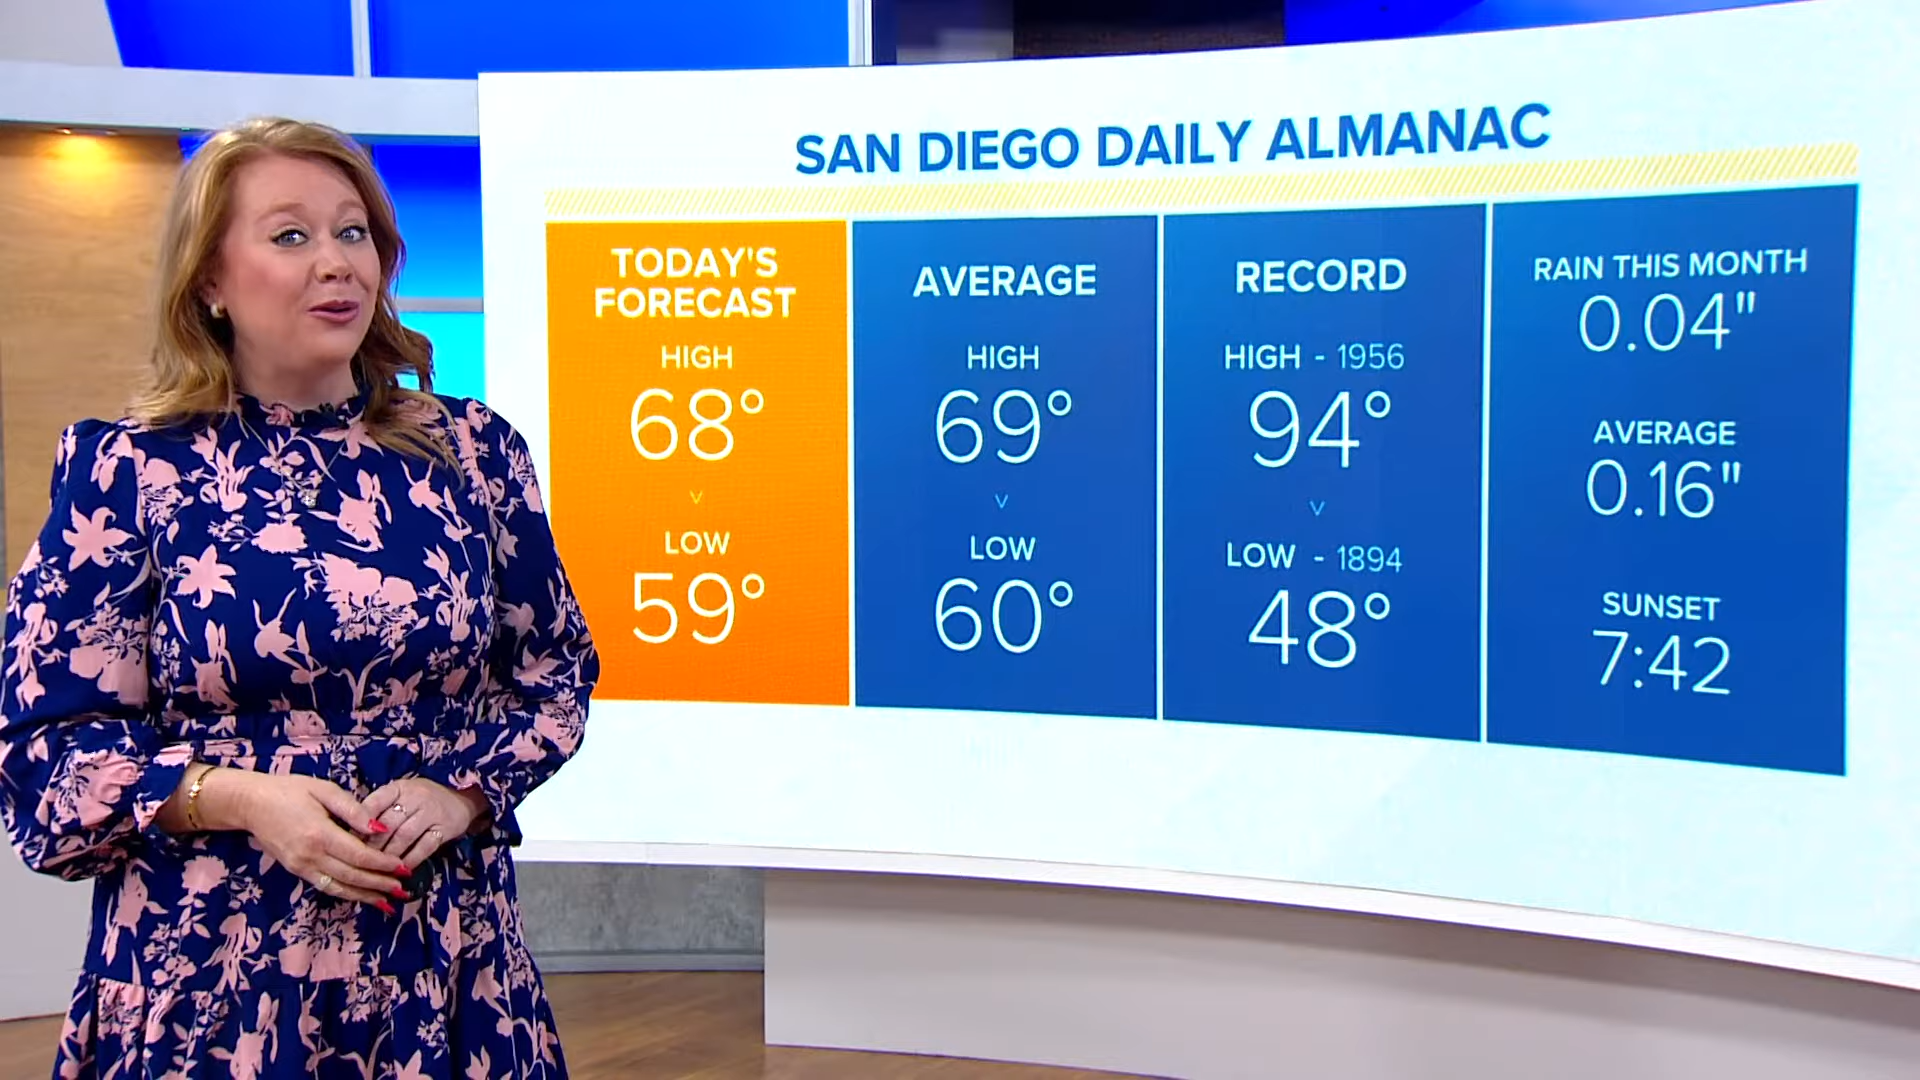 SAN DIEGO DAILY ALMANAC
TODAY'S
FORECAST
HIGH
68°
LOW
59°
AVERAGE
HIGH
69°
LOW
60°
RECORD
HIGH - 1956
94°
LOW - 1894
48°
RAIN THIS MONTH
0.04"
AVERAGE
0.16"
SUNSET
7:42